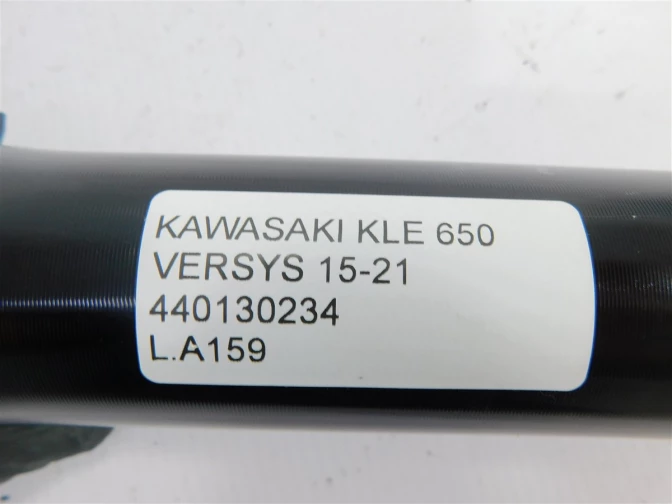 KAWASAKI KLE 650
VERSYS 15-21
440130234
L.A159